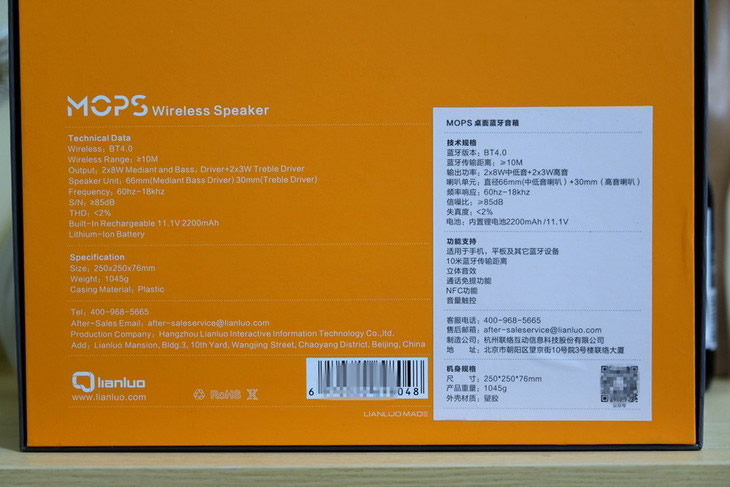 MOPS Wireless Speaker
Technical Data
Wireless: BT4.0
Wireless Range: ≥10M
Output: 2x8W Mediant and Bass, Driver+2x3W Treble Driver
Speaker Unit: 66mm(Mediant Bass Driver) 30mm(Treble Driver)
Frequency: 60hz-18khz
S/N: ≥85dB
THD: <2%
Built-In Rechargeable 11.1V 2200mAh
Lithium-Ion Battery
Specification
Size: 250x250x76mm
Weight: 1045g
Casing Material: Plastic
Tel: 400-968-5665
After-Sales Email: after-saleservice@lianluo.com
Production Company: Hangzhou Lianluo Interactive Information Technology Co.,ltd.
Add: Lianluo Mansion, Bldg.3, 10th Yard, Wangjing Street, Chaoyang District, Beijing, China
lianluo
www.lianluo.com
RoHS
6 048
LIANLUO MADE
MOPS 桌面蓝牙音箱
技术规格
蓝牙版本: BT4.0
蓝牙传输距离: ≥10M
输出功率: 2x8W中低音+2x3W高音
喇叭单元: 直径66mm(中低音喇叭)+30mm(高音喇叭)
频率响应: 60hz-18khz
信噪比: ≥85dB
失真度: <2%
电池: 内置锂电池2200mAh/11.1V
功能支持
适用于手机、平板及其它蓝牙设备
10米蓝牙传输距离
立体音效
通话免提功能
NFC功能
音量触控
客服电话: 400-968-5665
售后邮箱: after-saleservice@lianluo.com
制造公司: 杭州联络互动信息科技股份有限公司
地 址: 北京市朝阳区望京街10院3号楼联络大厦
机身规格
尺 寸: 250*250*76mm
产品重量: 1045g
外壳材质: 塑胶